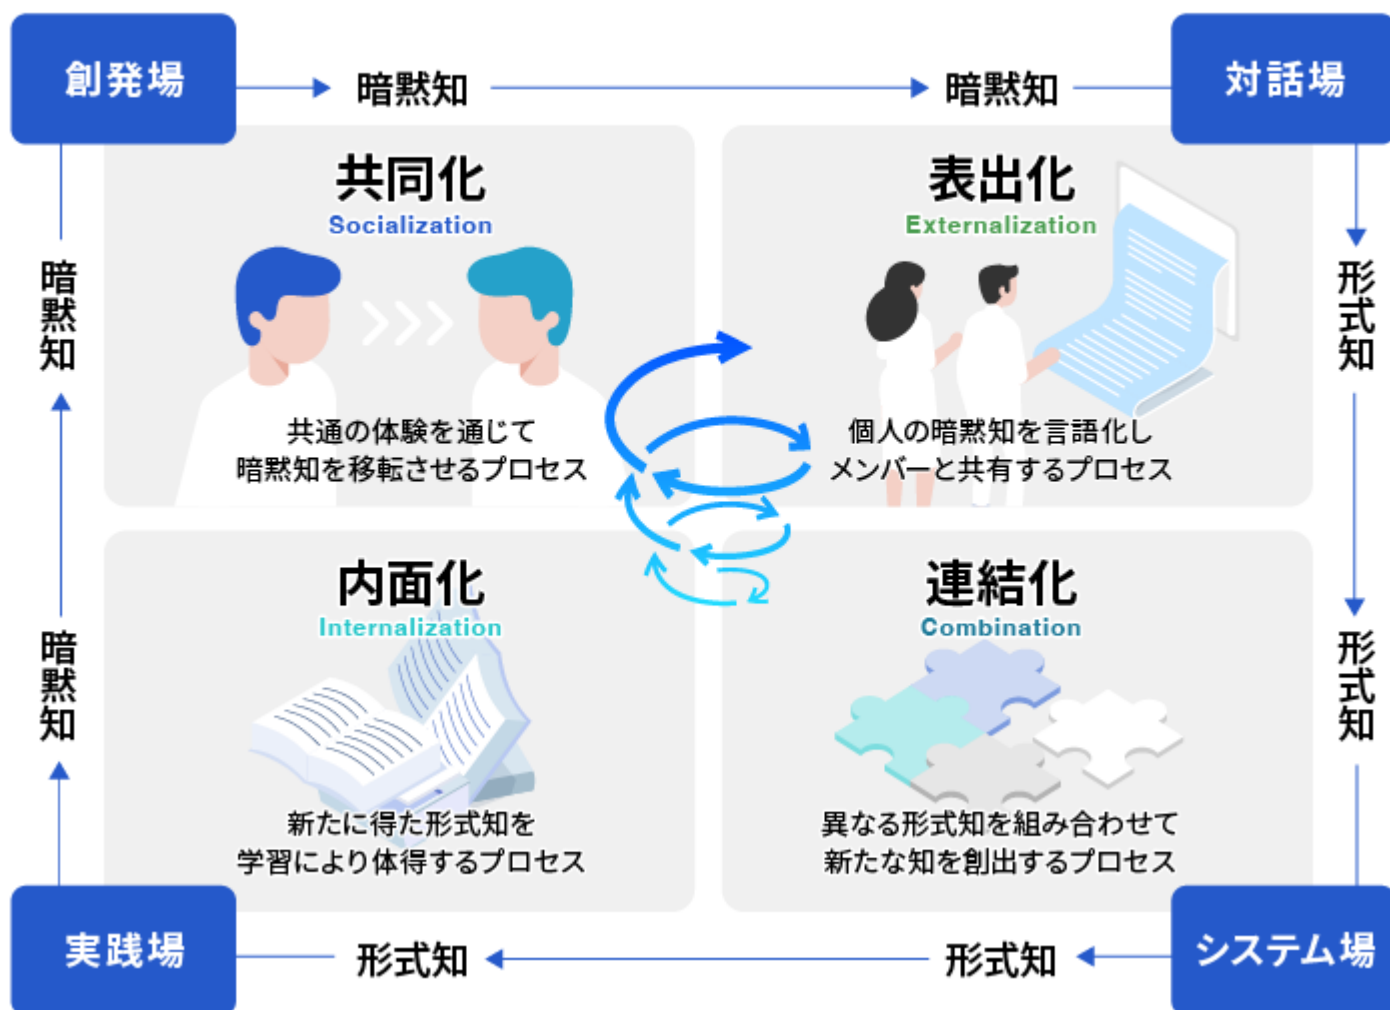 創発場
暗黙知
暗黙知
対話場
共同化
Socialization
表出化
Externalization
暗黙知
形式知
共通の体験を通じて
暗黙知を移転させるプロセス
個人の暗黙知を言語化し
メンバーと共有するプロセス
内面化
Internalization
連結化
Combination
暗黙知
形式知
新たに得た形式知を
学習により体得するプロセス
異なる形式知を組み合わせて
新たな知を創出するプロセス
実践場
形式知
形式知
システム場